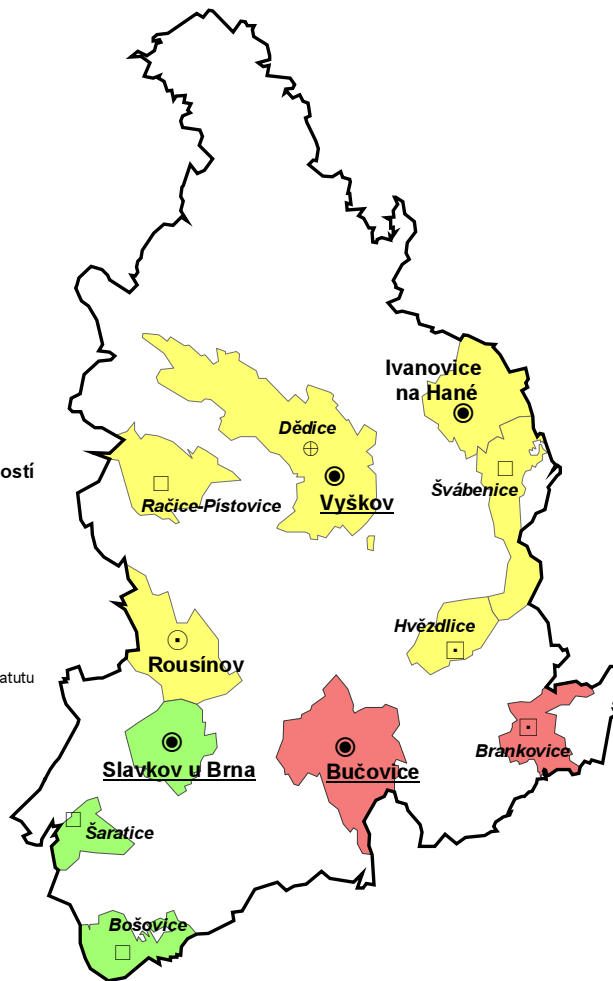 Ivanovice
na Hané
Dědice
ostí
Švábenice
Račice-Pístovice
Vyškov
Hvězdlice
Rousínov
atutu
Brankovice
Slavkov u Brna
Bučovice
Šaratice
Bošovice